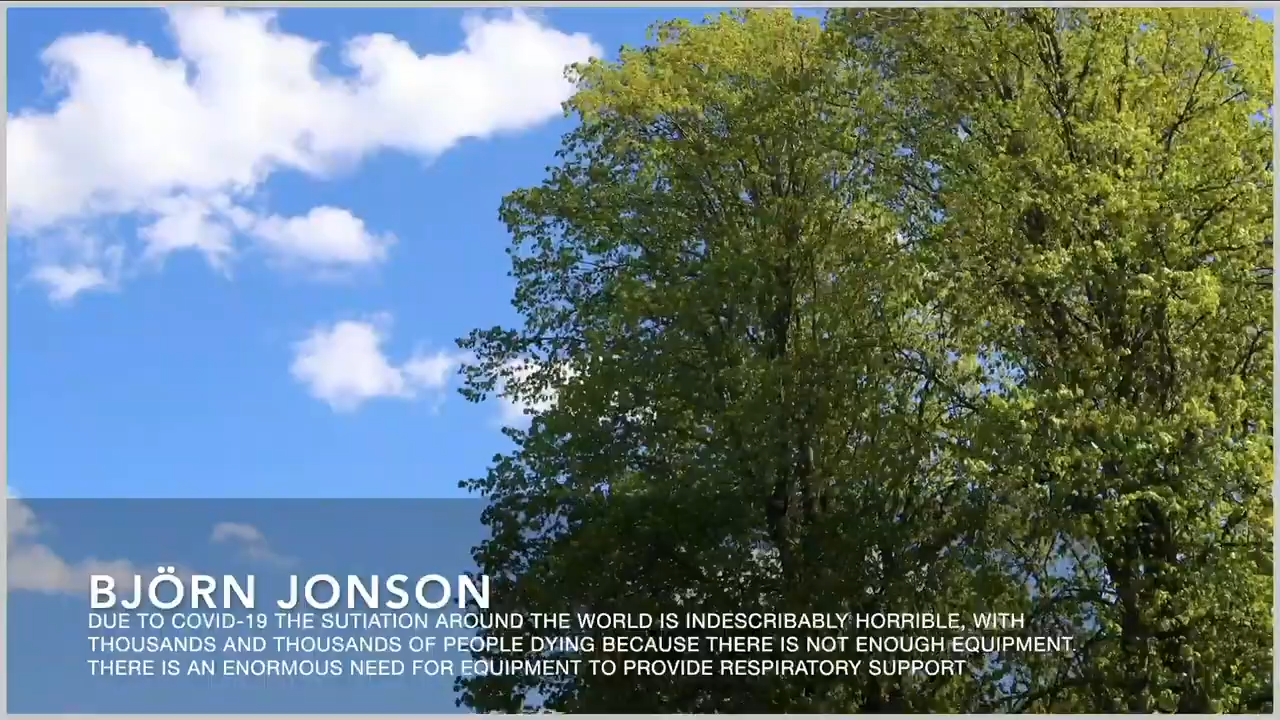 BJÖRN JONSON
DUE TO COVID-19 THE SUTIATION AROUND THE WORLD IS INDESCRIBABLY HORRIBLE, WITH
THOUSANDS AND THOUSANDS OF PEOPLE DYING BECAUSE THERE IS NOT ENOUGH EQUIPMENT.
THERE IS AN ENORMOUS NEED FOR EQUIPMENT TO PROVIDE RESPIRATORY SUPPORT